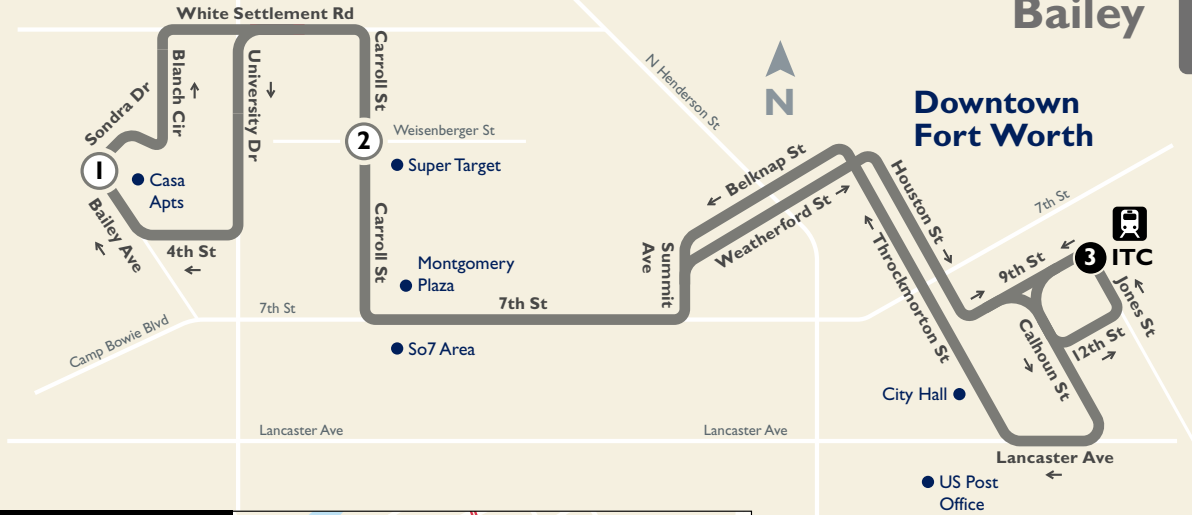 Bailey
White Settlement Rd
Carroll St
Blanch Cir
University Dr
Sondra Dr
N Henderson St
N
Downtown
Fort Worth
Weisenberger St
2
Super Target
1
Casa
Apts
Belknap St
Houston St
Bailey Ave
4th St
Carroll St
Weatherford St
7th St
Summit
Ave
Throckmorton St
9th St
3 ITC
Montgomery
Plaza
Jones St
7th St
7th St
Camp Bowie Blvd
Calhoun St
12th St
So7 Area
City Hall
Lancaster Ave
Lancaster Ave
Lancaster Ave
US Post
Office